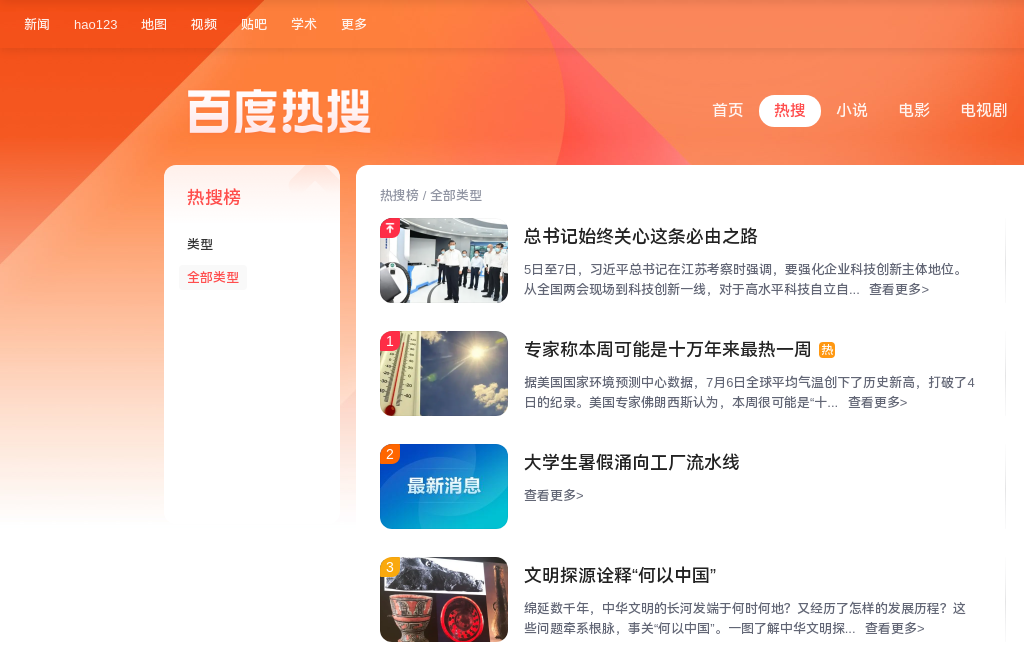 新闻 hao123 地图 视频 贴吧 学术 更多
百度热搜
首页 热搜 小说 电影 电视剧
热搜榜
类型
全部类型
热搜榜 / 全部类型
总书记始终关心这条必由之路
5日至7日，习近平总书记在江苏考察时强调，要强化企业科技创新主体地位。
从全国两会现场到科技创新一线，对于高水平科技自立自... 查看更多>
1
专家称本周可能是十万年来最热一周 热
据美国国家环境预测中心数据，7月6日全球平均气温创下了历史新高，打破了4
日的纪录。美国专家佛朗西斯认为，本周很可能是“十... 查看更多>
2
最新消息
大学生暑假涌向工厂流水线
查看更多>
3
文明探源诠释“何以中国”
绵延数千年，中华文明的长河发端于何时何地？又经历了怎样的发展历程？这
些问题牵系根脉，事关“何以中国”。一图了解中华文明探... 查看更多>